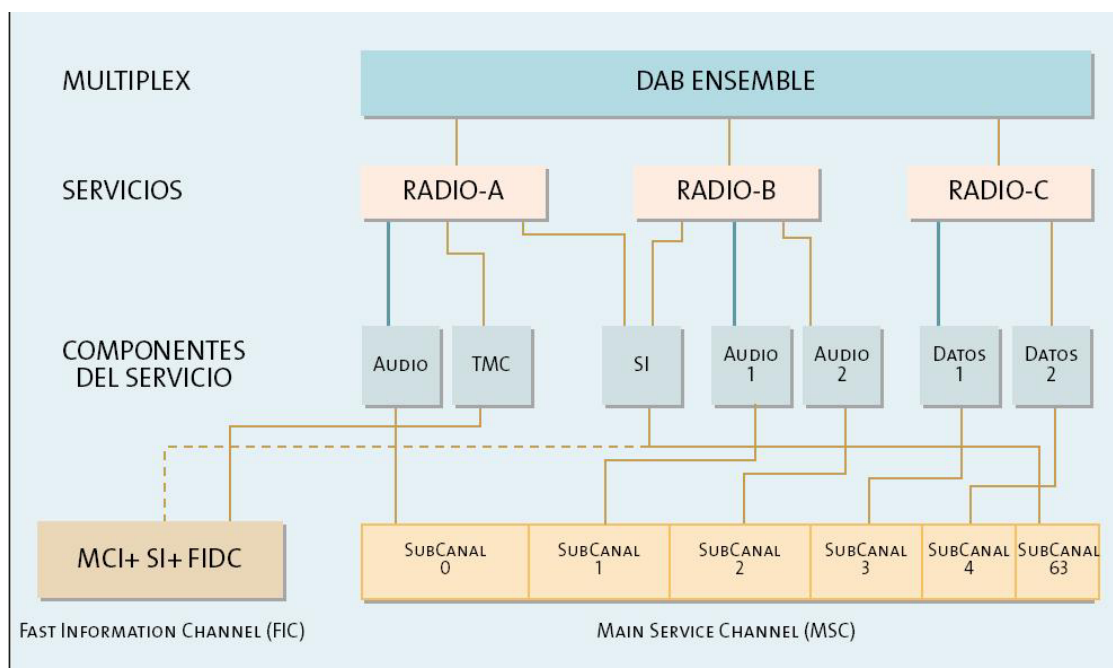 MULTIPLEX
DAB ENSEMBLE
SERVICIOS
RADIO-A
RADIO-B
RADIO-C
COMPONENTES
DEL SERVICIO
AUDIO
TMC
SI
AUDIO
1
AUDIO
2
DATOS
1
DATOS
2
MCI+ SI+ FIDC
SUBCANAL
0
SUBCANAL
1
SUBCANAL
2
SUBCANAL
3
SUBCANAL
4
SUBCANAL
63
FAST INFORMATION CHANNEL (FIC)
MAIN SERVICE CHANNEL (MSC)